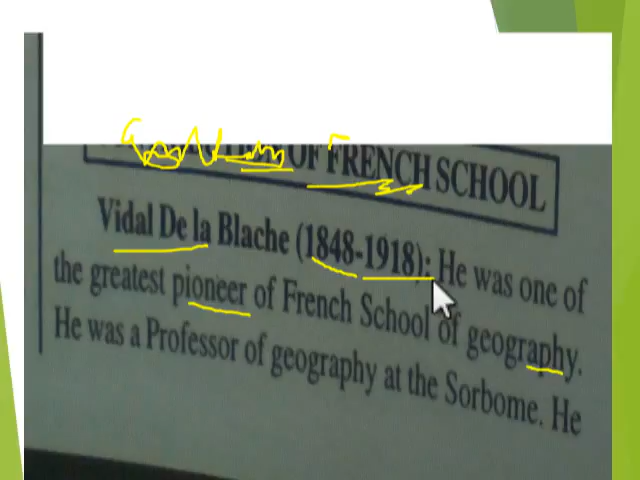 OF FRENCH SCHOOL
Vidal De la Blache (1848-1918): He was one of
the greatest pioneer of French School of geography.
He was a Professor of geography at the Sorbome. He